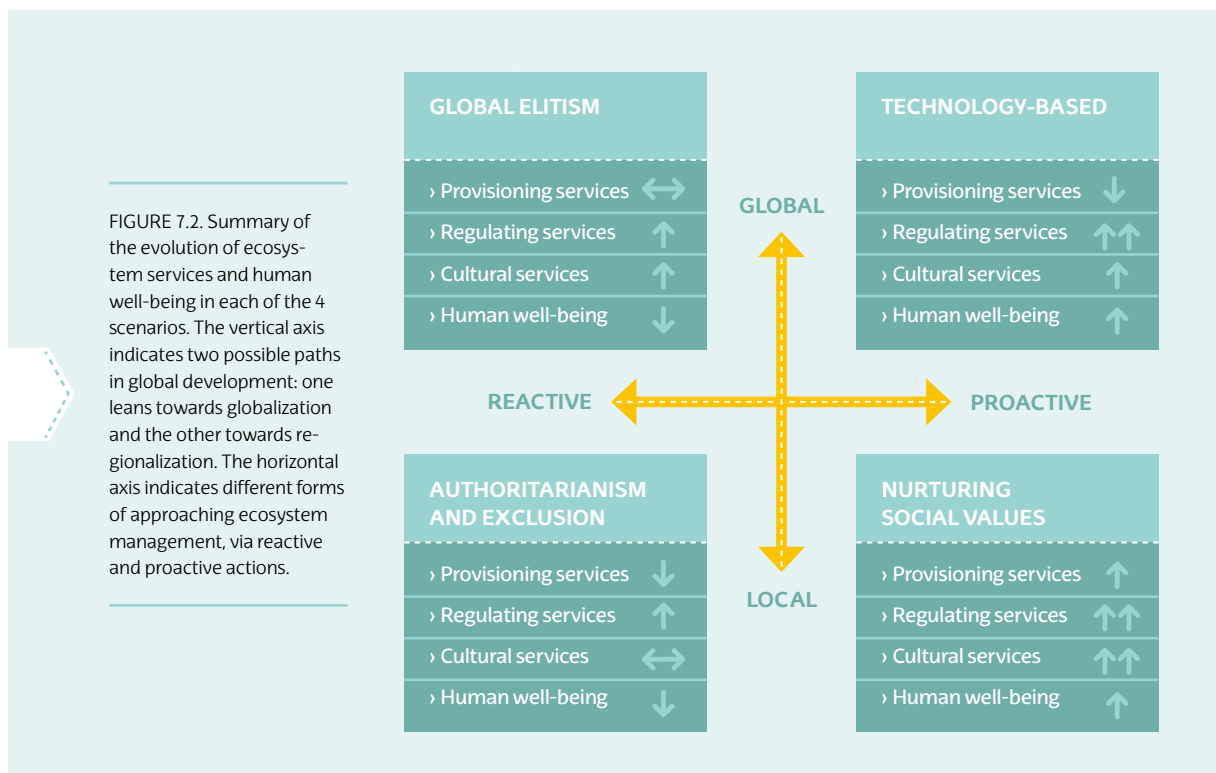 FIGURE 7.2. Summary of
the evolution of ecosys-
tem services and human
well-being in each of the 4
scenarios. The vertical axis
indicates two possible paths
in global development: one
leans towards globalization
and the other towards re-
gionalization. The horizontal
axis indicates different forms
of approaching ecosystem
management, via reactive
and proactive actions.
GLOBAL ELITISM
› Provisioning services ↔
› Regulating services ↑
› Cultural services ↑
› Human well-being ↓
TECHNOLOGY-BASED
› Provisioning services ↓
› Regulating services ↑↑
› Cultural services ↑
› Human well-being ↑
GLOBAL
REACTIVE
PROACTIVE
LOCAL
AUTHORITARIANISM
AND EXCLUSION
› Provisioning services ↓
› Regulating services ↑
› Cultural services ↔
› Human well-being ↓
NURTURING
SOCIAL VALUES
› Provisioning services ↑
› Regulating services ↑↑
› Cultural services ↑↑
› Human well-being ↑